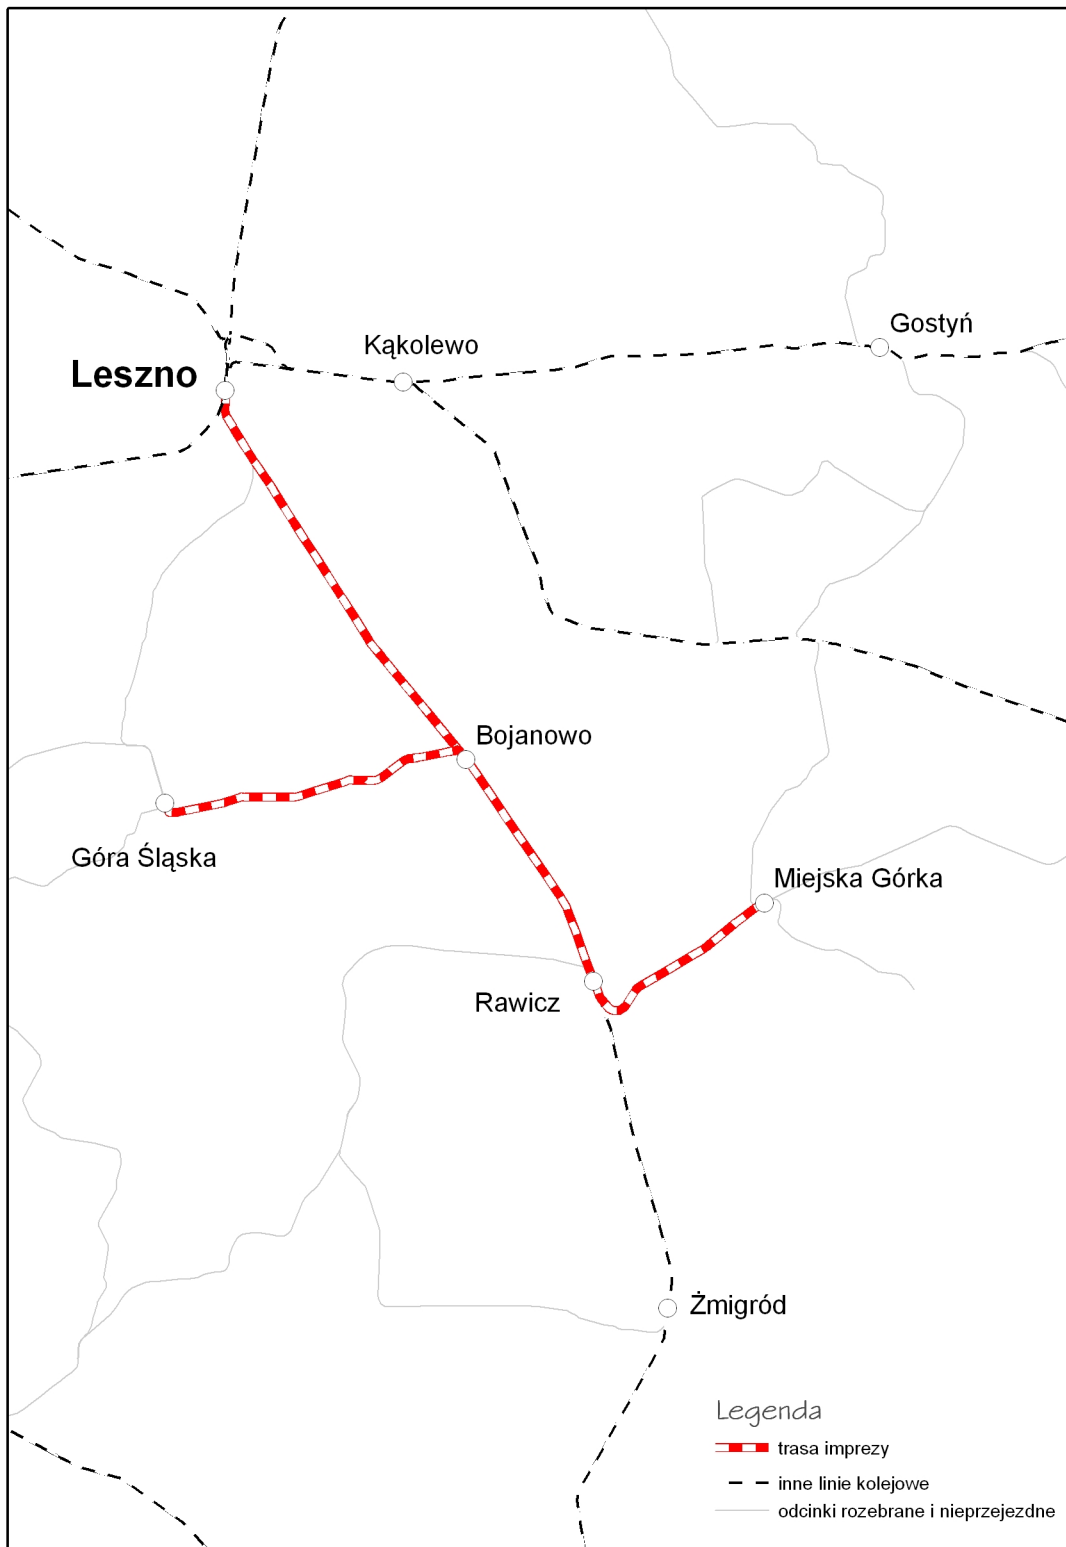 Gostyń
Kąkolewo
Leszno
Bojanowo
Góra Śląska
Miejska Górka
Rawicz
Żmigród
Legenda
trasa imprezy
inne linie kolejowe
odcinki rozebrane i nieprzejezdne